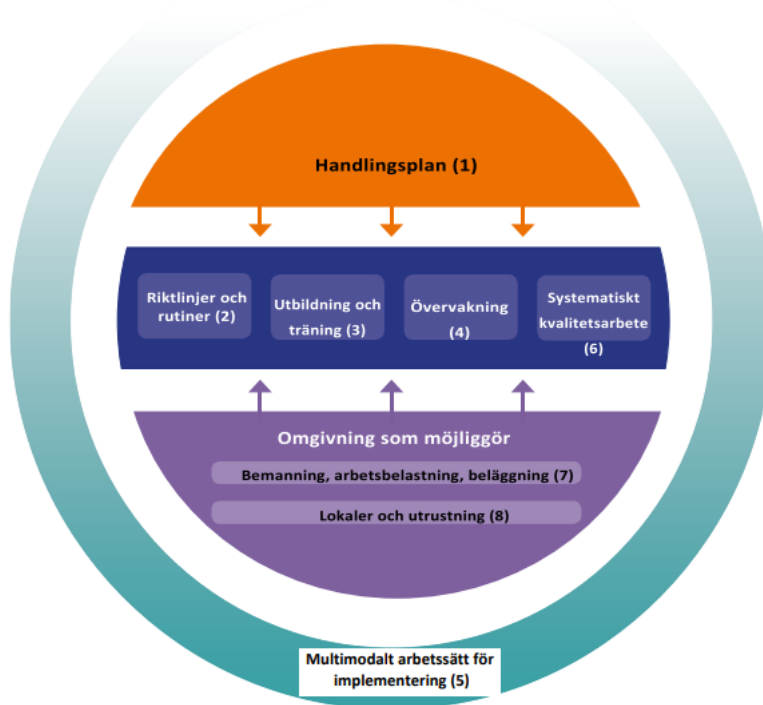 Handlingsplan (1)
Riktlinjer och
rutiner (2)
Utbildning och
träning (3)
Övervakning
(4)
Systematiskt
kvalitetsarbete
(6)
Omgivning som möjliggör
Bemanning, arbetsbelastning, beläggning (7)
Lokaler och utrustning (8)
Multimodalt arbetssätt för
implementering (5)